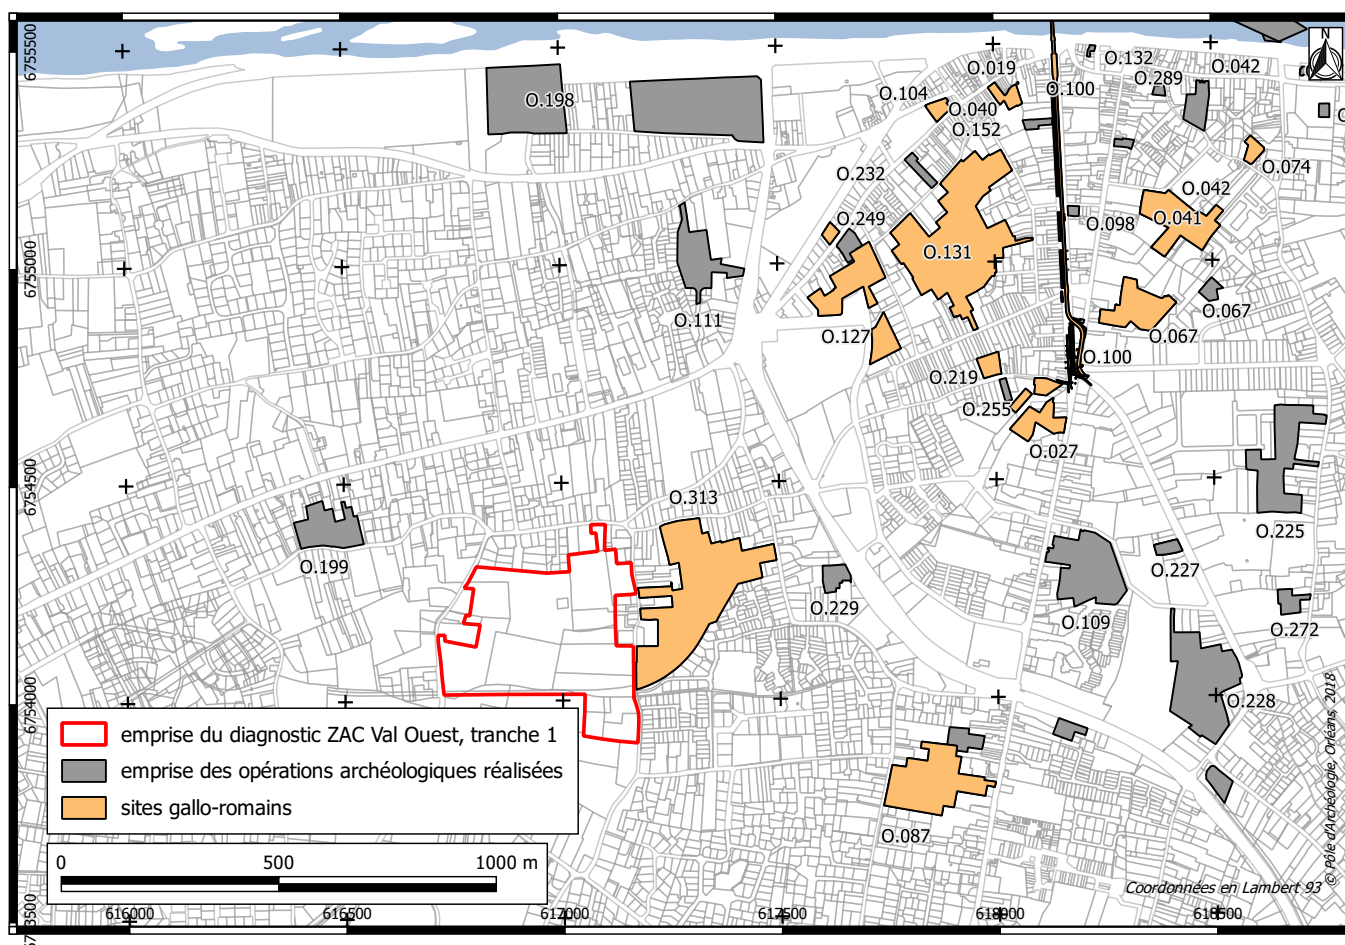 6755500
N
O.132
O.042
O.019
O.289
O.198
O.104
O.040
O.100
O.152
O.074
O.232
O.042
O.249
O.098
O.041
O.131
6755000
O.111
O.127
O.067
O.067
O.100
O.219
O.255
O.027
6754500
O.313
O.225
O.199
O.227
O.229
O.109
O.272
6754000
O.228
emprise du diagnostic ZAC Val Ouest, tranche 1
emprise des opérations archéologiques réalisées
sites gallo-romains
O.087
0 500 1000 m
Coordonnées en Lambert 93
© Pôle d'Archéologie, Orléans, 2018
616000 616500 617000 617500 618000 618500